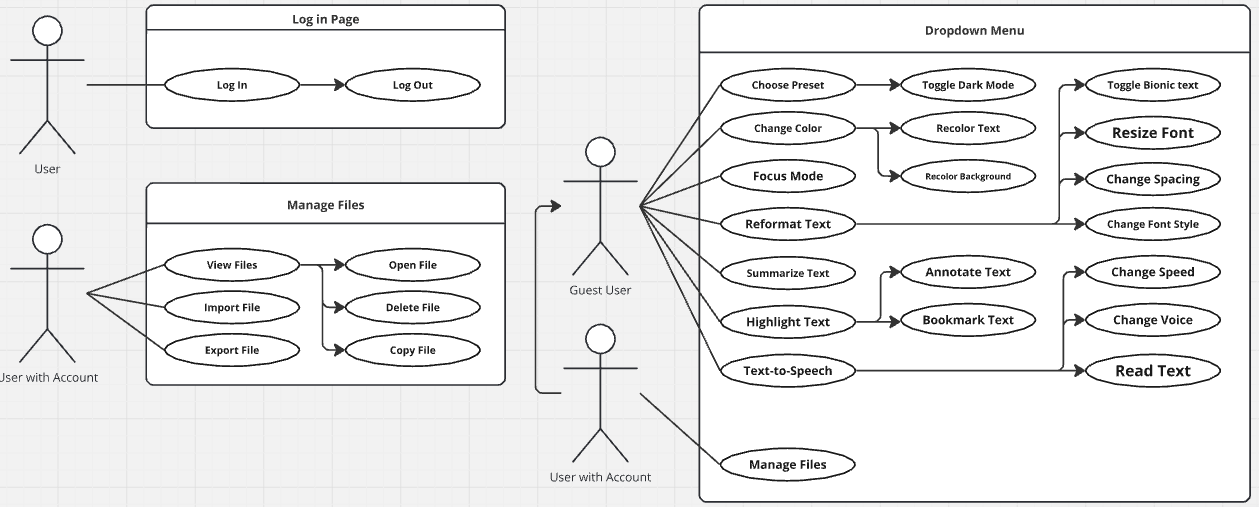 Log in Page
Log In
Log Out
User
Manage Files
View Files
Open File
Import File
Delete File
Export File
Copy File
User with Account
Guest User
User with Account
Dropdown Menu
Choose Preset
Toggle Dark Mode
Toggle Bionic text
Change Color
Recolor Text
Resize Font
Focus Mode
Recolor Background
Change Spacing
Reformat Text
Change Font Style
Summarize Text
Annotate Text
Change Speed
Highlight Text
Bookmark Text
Change Voice
Text-to-Speech
Read Text
Manage Files